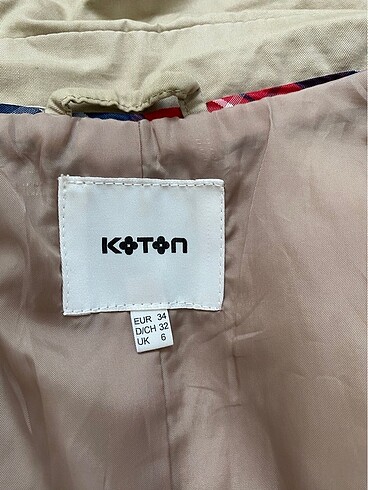 KOTON
EUR 34
D/CH 32
UK 6